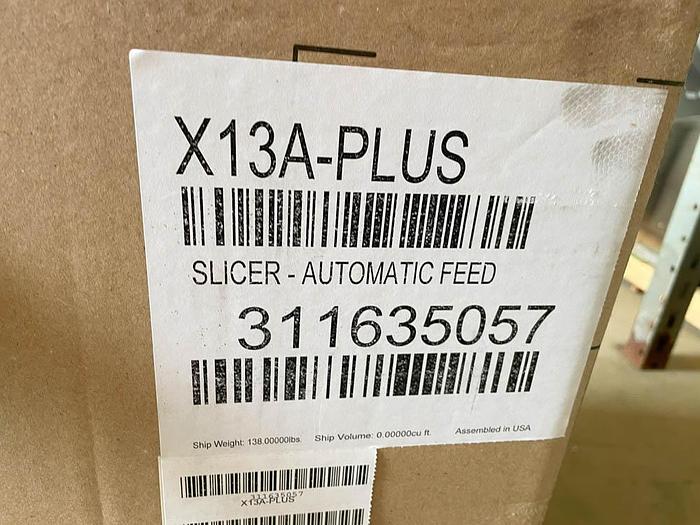 X13A-PLUS
SLICER - AUTOMATIC FEED
311635057
Ship Weight: 138.00000lbs. Ship Volume: 0.00000cu ft. Assembled in USA
311635057
X13A-PLUS